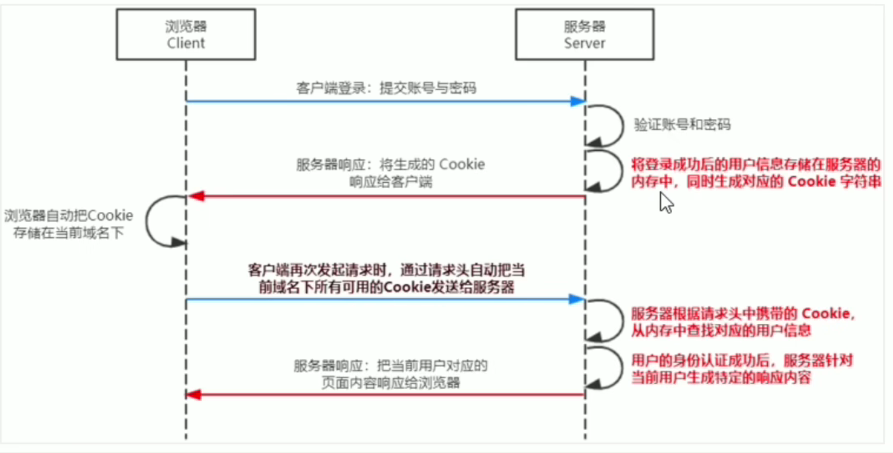 浏览器
Client
服务器
Server
客户端登录：提交账号与密码
验证账号和密码
服务器响应：将生成的 Cookie
响应给客户端
将登录成功后的用户信息存储在服务器的
内存中，同时生成对应的 Cookie 字符串
浏览器自动把Cookie
存储在当前域名下
客户端再次发起请求时，通过请求头自动把当
前域名下所有可用的Cookie发送给服务器
服务器根据请求头中携带的 Cookie，
从内存中查找对应的用户信息
服务器响应：把当前用户对应的
页面内容响应给浏览器
用户的身份认证成功后，服务器针对
当前用户生成特定的响应内容